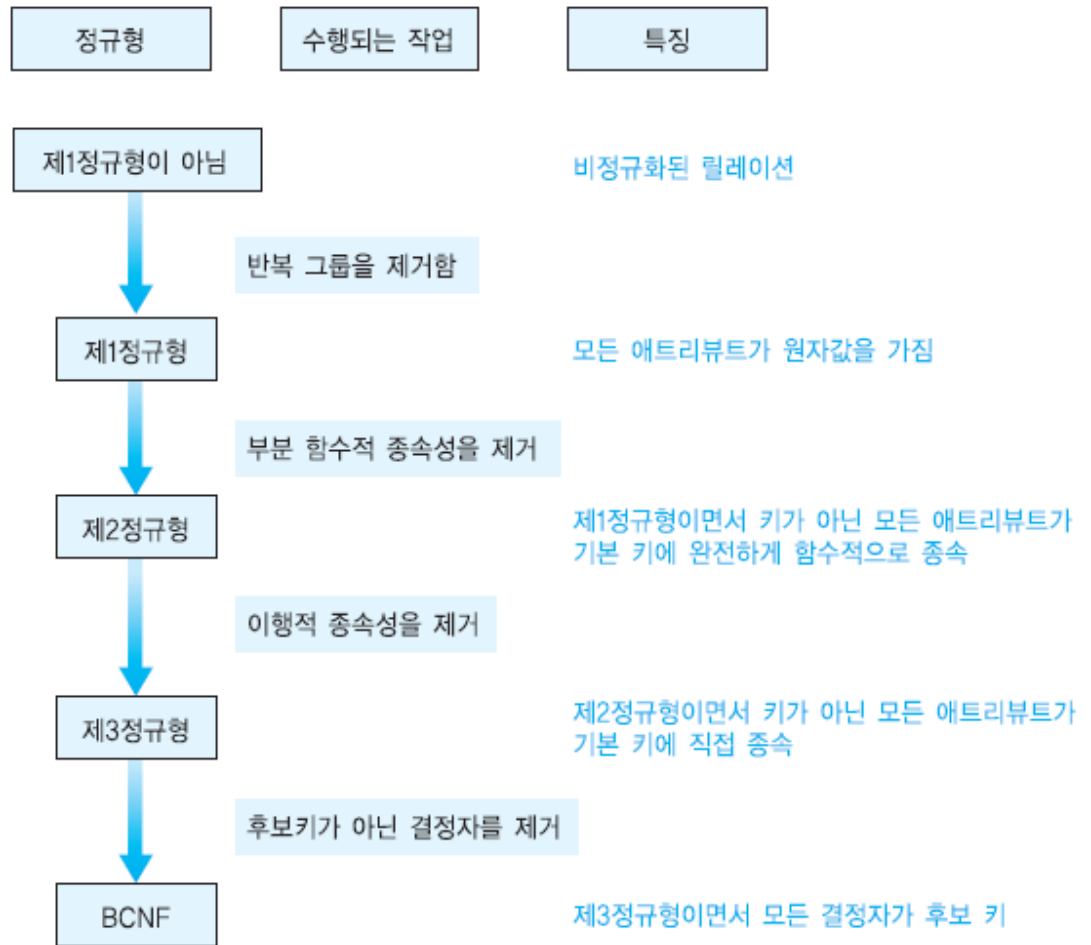 정규형
수행되는 작업
특징
제1정규형이 아님
비정규화된 릴레이션
반복 그룹을 제거함
제1정규형
모든 애트리뷰트가 원자값을 가짐
부분 함수적 종속성을 제거
제2정규형
제1정규형이면서 키가 아닌 모든 애트리뷰트가
기본 키에 완전하게 함수적으로 종속
이행적 종속성을 제거
제3정규형
제2정규형이면서 키가 아닌 모든 애트리뷰트가
기본 키에 직접 종속
후보키가 아닌 결정자를 제거
BCNF
제3정규형이면서 모든 결정자가 후보 키